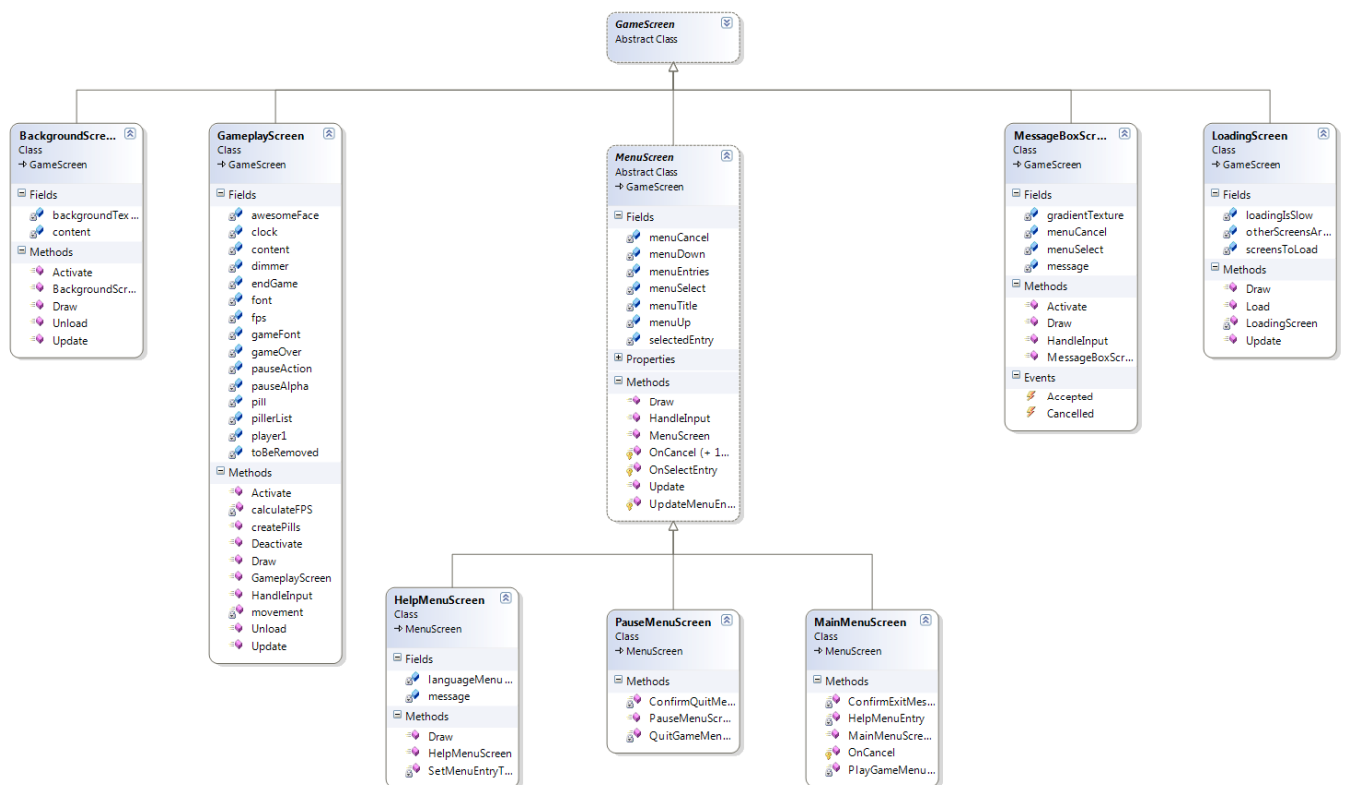 GameScreen
Abstract Class
BackgroundScre...
Class
GameScreen
Fields
backgroundTex ...
content
Methods
Activate
BackgroundScr...
Draw
Unload
Update
GameplayScreen
Class
GameScreen
Fields
awesomeFace
clock
content
dimmer
endGame
font
fps
gameFont
gameOver
pauseAction
pauseAlpha
pill
pillerList
player1
toBeRemoved
Methods
Activate
calculateFPS
createPills
Deactivate
Draw
GameplayScreen
HandleInput
movement
Unload
Update
MenuScreen
Abstract Class
GameScreen
Fields
menuCancel
menuDown
menuEntries
menuSelect
menuTitle
menuUp
selectedEntry
Properties
Methods
Draw
HandleInput
MenuScreen
OnCancel (+ 1...
OnSelectEntry
Update
UpdateMenuEn...
MessageBoxScr...
Class
GameScreen
Fields
gradientTexture
menuCancel
menuSelect
message
Methods
Activate
Draw
HandleInput
MessageBoxScr...
Events
Accepted
Cancelled
LoadingScreen
Class
GameScreen
Fields
loadingIsSlow
otherScreensAr...
screensToLoad
Methods
Draw
Load
LoadingScreen
Update
HelpMenuScreen
Class
MenuScreen
Fields
languageMenu ...
message
Methods
Draw
HelpMenuScreen
SetMenuEntryT...
PauseMenuScreen
Class
MenuScreen
Methods
ConfirmQuitMe...
PauseMenuScr...
QuitGameMen...
MainMenuScreen
Class
MenuScreen
Methods
ConfirmExitMes...
HelpMenuEntry
MainMenuScre...
OnCancel
PlayGameMenu...